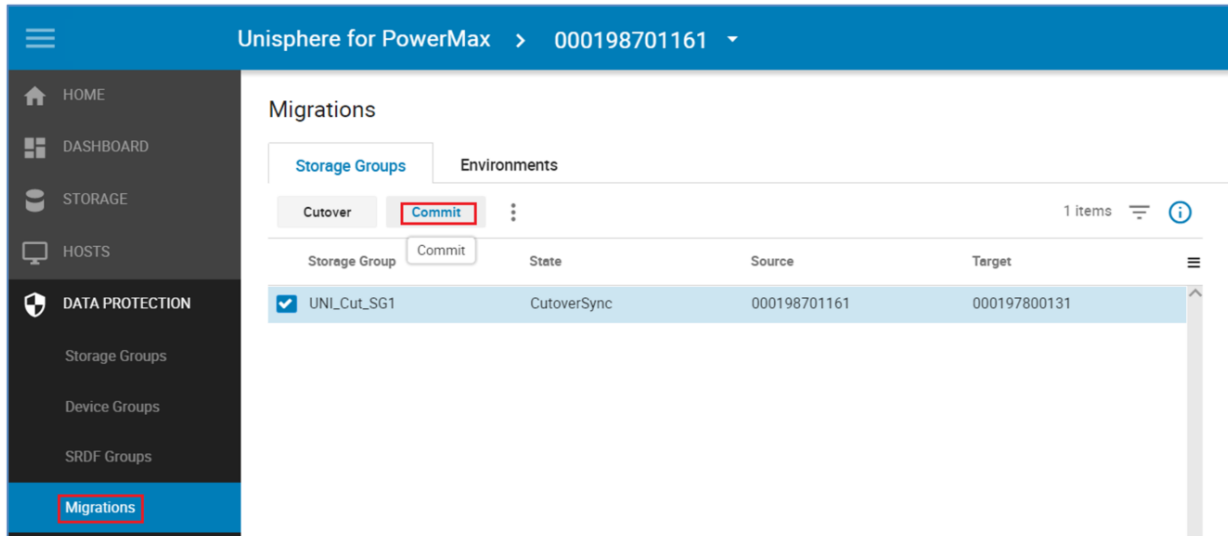 Unisphere for PowerMax > 000198701161
HOME
DASHBOARD
STORAGE
HOSTS
DATA PROTECTION
Storage Groups
Device Groups
SRDF Groups
Migrations
Migrations
Storage Groups Environments
Cutover Commit 1 items
Commit
Storage Group State Source Target
UNI_Cut_SG1 CutoverSync 000198701161 000197800131